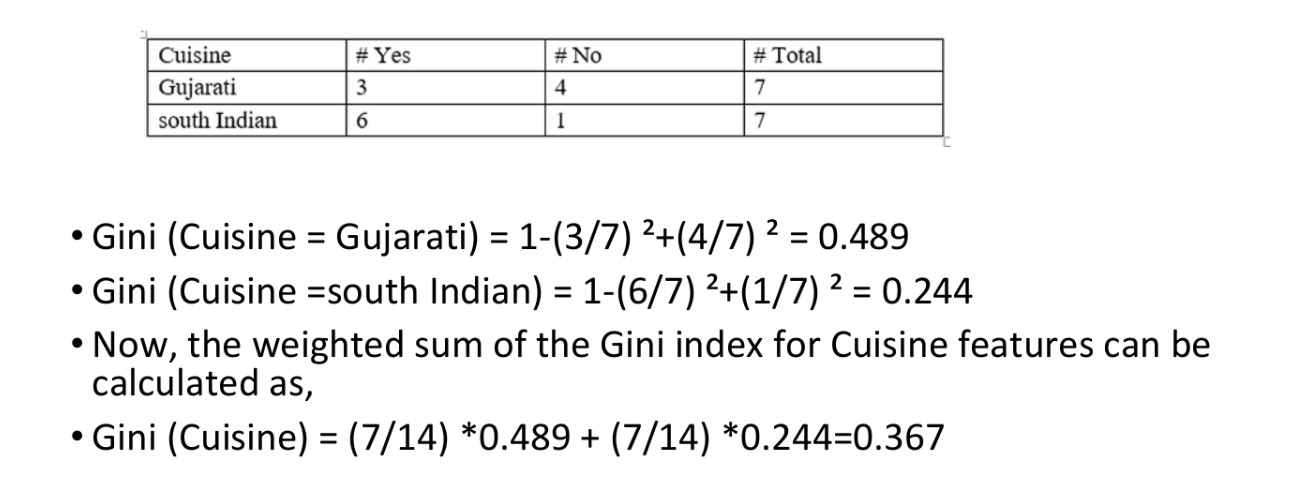 Cuisine # Yes # No # Total
Gujarati 3 4 7
south Indian 6 1 7
• Gini (Cuisine = Gujarati) = 1-(3/7) ²+(4/7) ² = 0.489
• Gini (Cuisine =south Indian) = 1-(6/7) ²+(1/7) ² = 0.244
• Now, the weighted sum of the Gini index for Cuisine features can be
calculated as,
• Gini (Cuisine) = (7/14) *0.489 + (7/14) *0.244=0.367